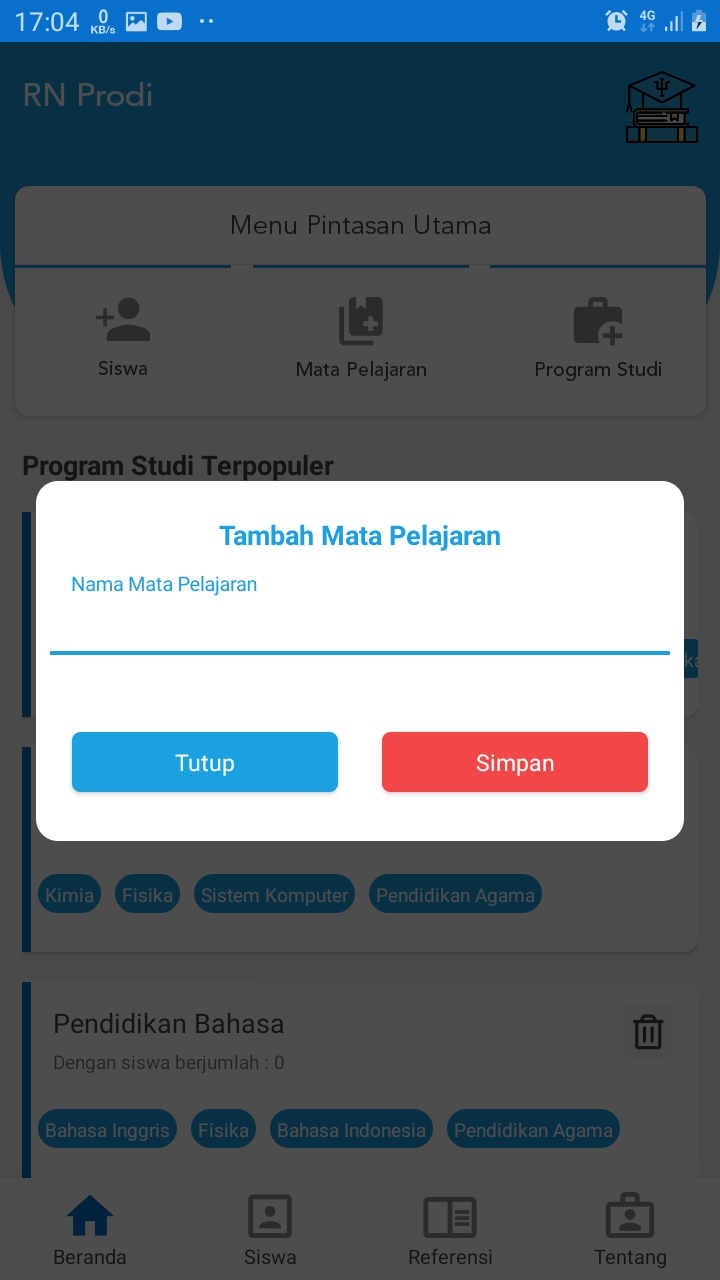 17:04 0 KB/s 4G
RN Prodi
Menu Pintasan Utama
Siswa Mata Pelajaran Program Studi
Program Studi Terpopuler
Tambah Mata Pelajaran
Nama Mata Pelajaran
Tutup Simpan
Kimia Fisika Sistem Komputer Pendidikan Agama
Pendidikan Bahasa
Dengan siswa berjumlah : 0
Bahasa Inggris Fisika Bahasa Indonesia Pendidikan Agama
Beranda Siswa Referensi Tentang